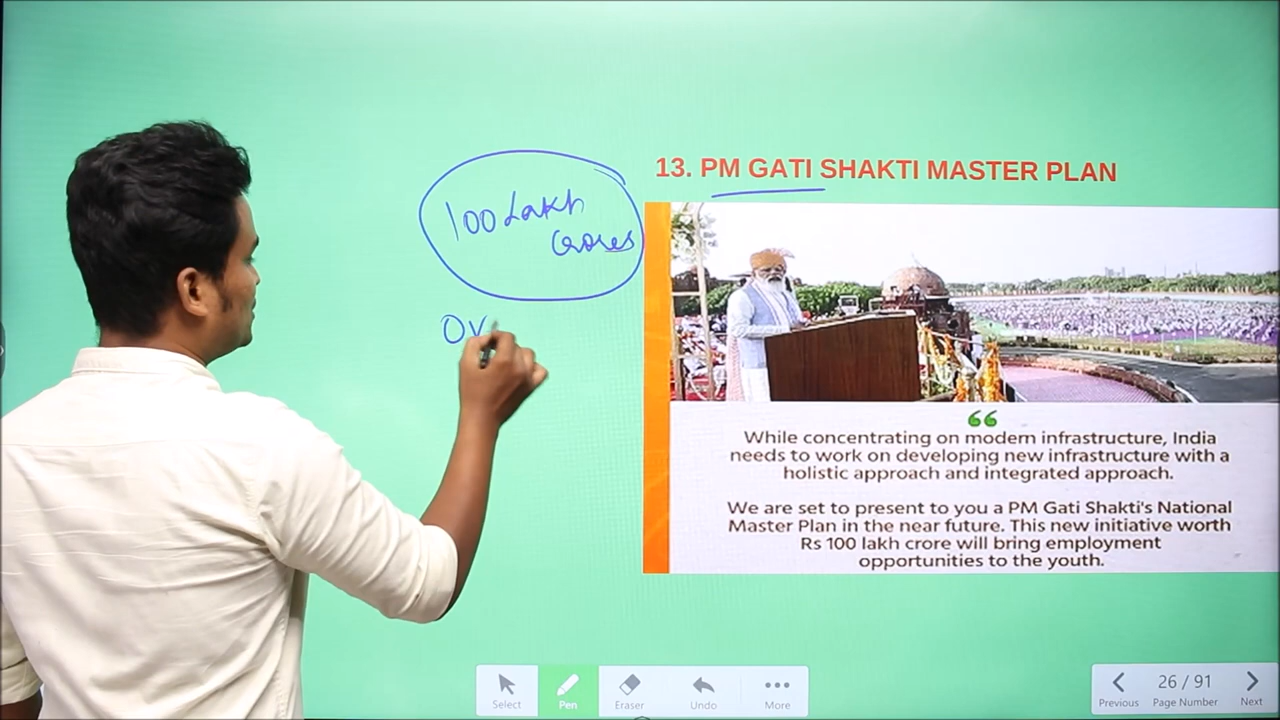 13. PM GATI SHAKTI MASTER PLAN
100 Lakh
Crores
OV
“
While concentrating on modern infrastructure, India
needs to work on developing new infrastructure with a
holistic approach and integrated approach.
We are set to present to you a PM Gati Shakti's National
Master Plan in the near future. This new initiative worth
Rs 100 lakh crore will bring employment
opportunities to the youth.
Select
Pen
Eraser
Undo
More
Previous
26 / 91
Page Number
Next